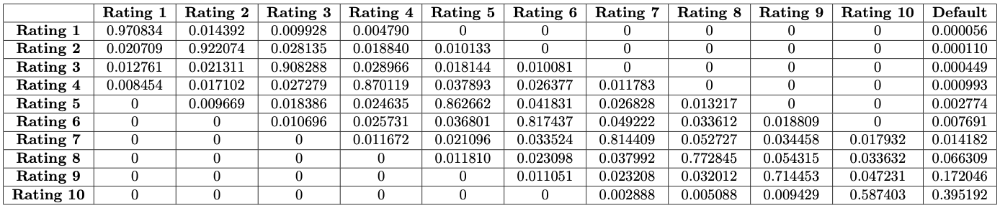 Rating 1 Rating 2 Rating 3 Rating 4 Rating 5 Rating 6 Rating 7 Rating 8 Rating 9 Rating 10 Default
Rating 1 0.970834 0.014392 0.009928 0.004790 0 0 0 0 0 0 0.000056
Rating 2 0.020709 0.922074 0.028135 0.018840 0.010133 0 0 0 0 0 0.000110
Rating 3 0.012761 0.021311 0.908288 0.028966 0.018144 0.010081 0 0 0 0 0.000449
Rating 4 0.008454 0.017102 0.027279 0.870119 0.037893 0.026377 0.011783 0 0 0 0.000993
Rating 5 0 0.009669 0.018386 0.024635 0.862662 0.041831 0.026828 0.013217 0 0 0.002774
Rating 6 0 0 0.010696 0.025731 0.036801 0.817437 0.049222 0.033612 0.018809 0 0.007691
Rating 7 0 0 0 0.011672 0.021096 0.033524 0.814409 0.052727 0.034458 0.017932 0.014182
Rating 8 0 0 0 0 0.011810 0.023098 0.037992 0.772845 0.054315 0.033632 0.066309
Rating 9 0 0 0 0 0 0.011051 0.023208 0.032012 0.714453 0.047231 0.172046
Rating 10 0 0 0 0 0 0 0.002888 0.005088 0.009429 0.587403 0.395192